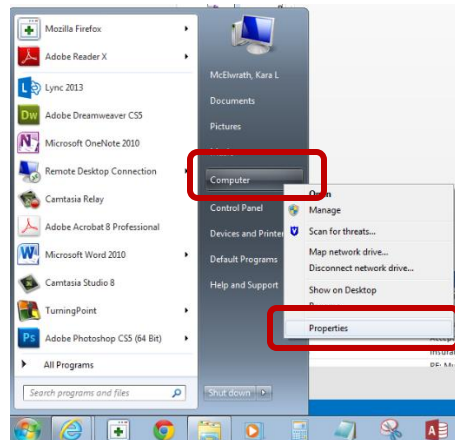 Mozilla Firefox
Adobe Reader X
Lync 2013
Adobe Dreamweaver CS5
Microsoft OneNote 2010
Remote Desktop Connection
Camtasia Relay
Adobe Acrobat 8 Professional
Microsoft Word 2010
Camtasia Studio 8
TurningPoint
Adobe Photoshop CS5 (64 Bit)
All Programs
Search programs and files
McElwrath, Kara L
Documents
Pictures
Computer
Control Panel
Devices and Printe
Default Programs
Help and Support
Shut down
Open
Manage
Scan for threats...
Map network drive...
Disconnect network drive...
Show on Desktop
Properties